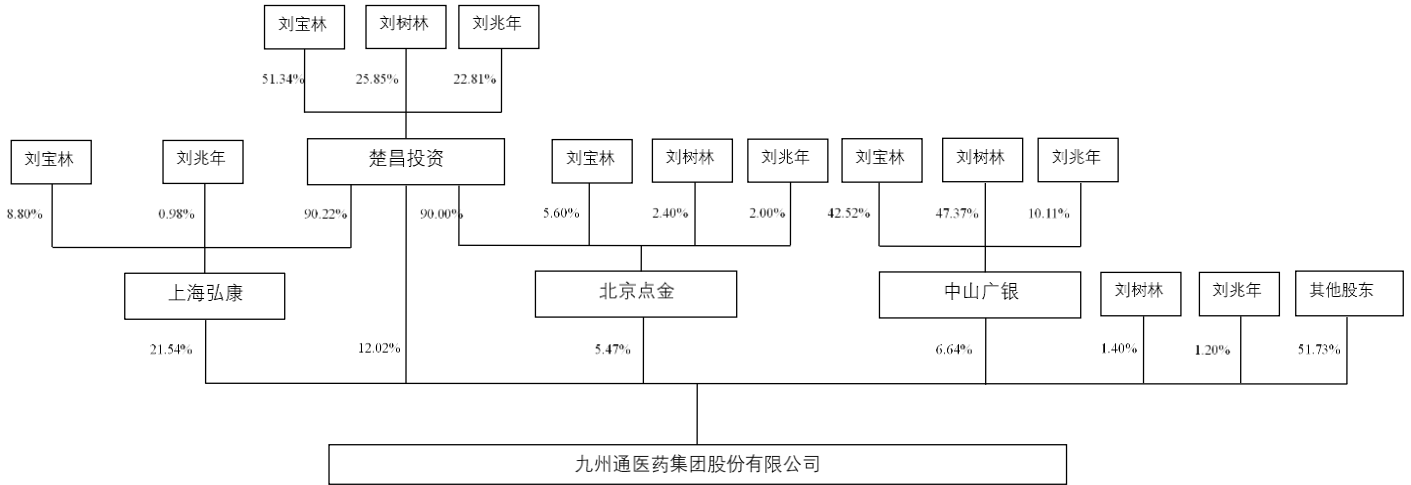 刘宝林 刘树林 刘兆年
51.34% 25.85% 22.81%
刘宝林 刘兆年 楚昌投资 刘宝林 刘树林 刘兆年 刘宝林 刘树林 刘兆年
8.80% 0.98% 90.22% 90.00% 5.60% 2.40% 2.00% 42.52% 47.37% 10.11%
上海弘康 北京点金 中山广银 刘树林 刘兆年 其他股东
21.54% 12.02% 5.47% 6.64% 1.40% 1.20% 51.73%
九州通医药集团股份有限公司